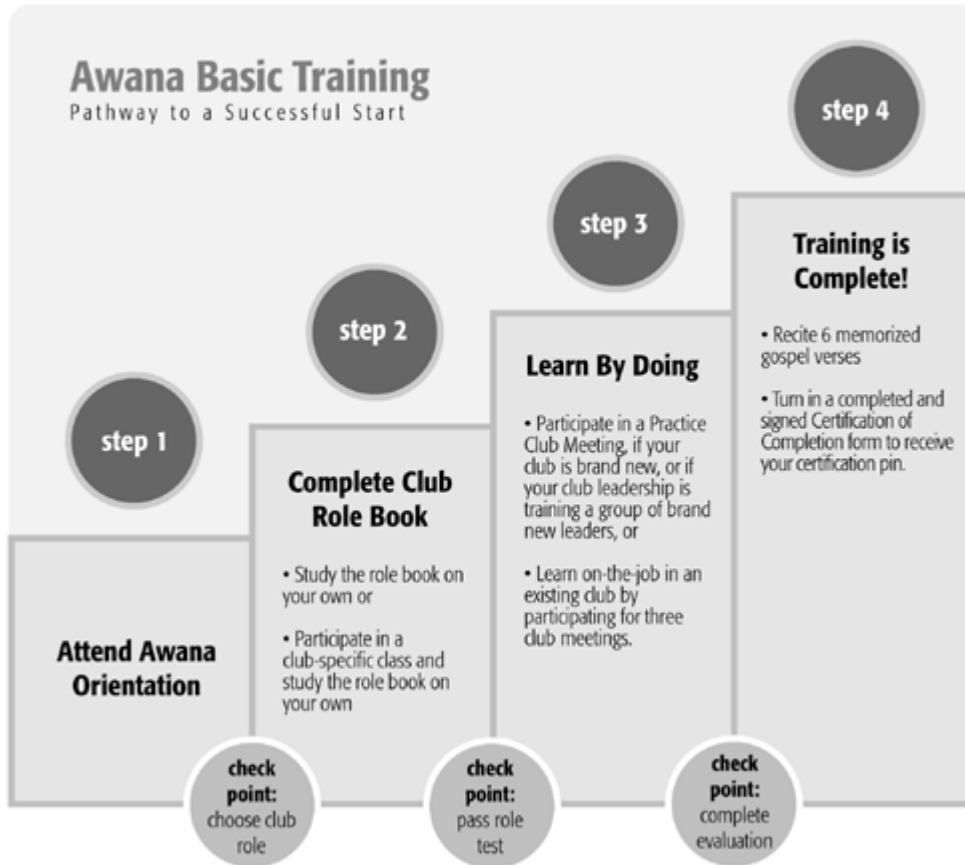 Awana Basic Training
Pathway to a Successful Start
step 1
Attend Awana
Orientation
check
point:
choose club
role
step 2
Complete Club
Role Book
• Study the role book on
your own or
• Participate in a
club-specific class and
study the role book on
your own
check
point:
pass role
test
step 3
Learn By Doing
• Participate in a Practice
Club Meeting, if your
club is brand new, or if
your club leadership is
training a group of brand
new leaders, or
• Learn on-the-job in an
existing club by
participating for three
club meetings.
check
point:
complete
evaluation
step 4
Training is
Complete!
• Recite 6 memorized
gospel verses
• Turn in a completed and
signed Certification of
Completion form to receive
your certification pin.